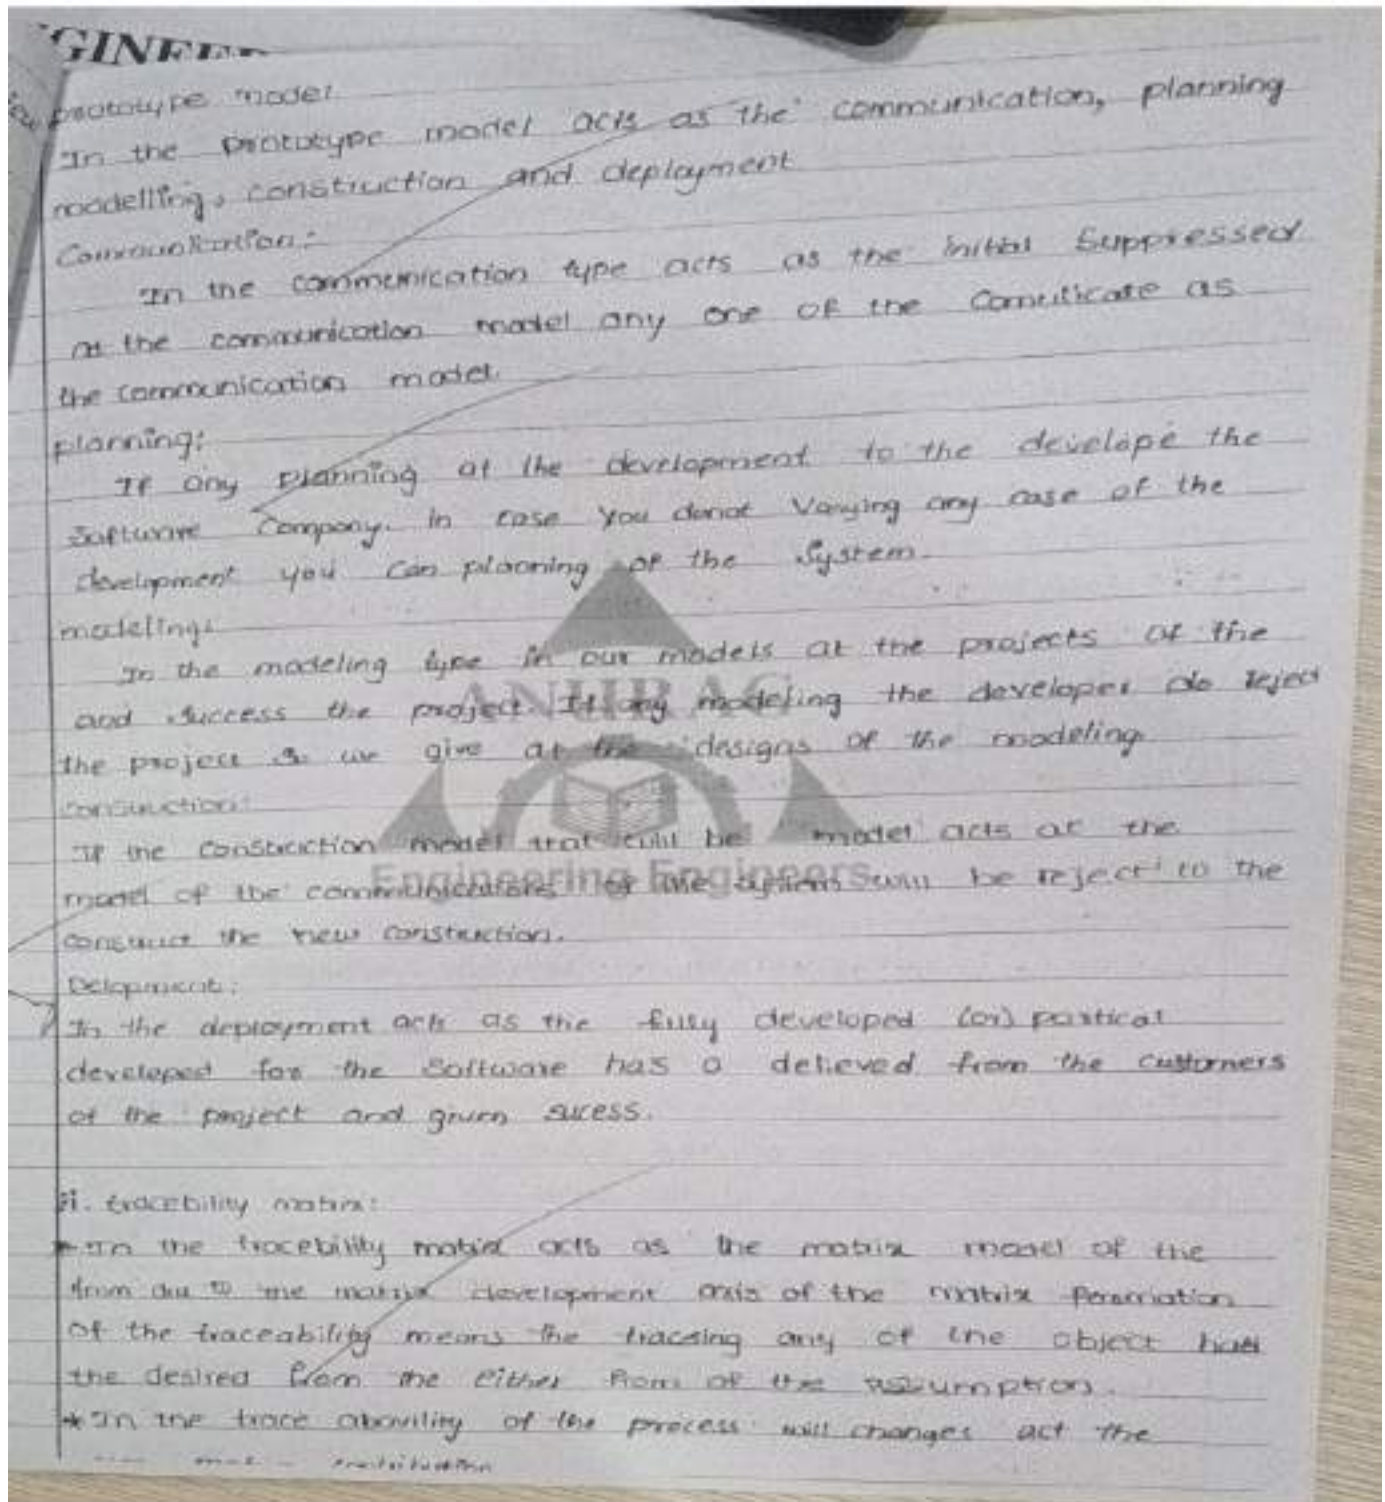 GINEER
prototype model
In the prototype model acts as the communication, planning
modelling, construction and deployment
Communication:
In the communication type acts as the initial Suppressed
at the communication model any one of the Comuticate as
the communication model.
planning:
If any planning at the development to the develope the
Software Company. in case you donot Varying any case of the
development you can planning of the System
modeling:
In the modeling type in our models at the projects of the
and success the project. If any modeling the developer do reject
the project & we give at the designs of the modeling.
construction:
If the construction model that will be model acts at the
model of the communications of the will be reject to the
construct the new construction.
Delopment:
In the deployment acts as the fully developed (or) partical
developed for the Software has a delieved from the customers
of the project and given sucess.
ii. tracebility matrix:
* In the tracebility matrix acts as the matrix model of the
from due to the matrix development axis of the matrix
of the traceability means the tracsing any of the object
the desired from the either from of the assumption.
* In the trace abovility of the process will changes act the
ANURAG
Engineering Engineers